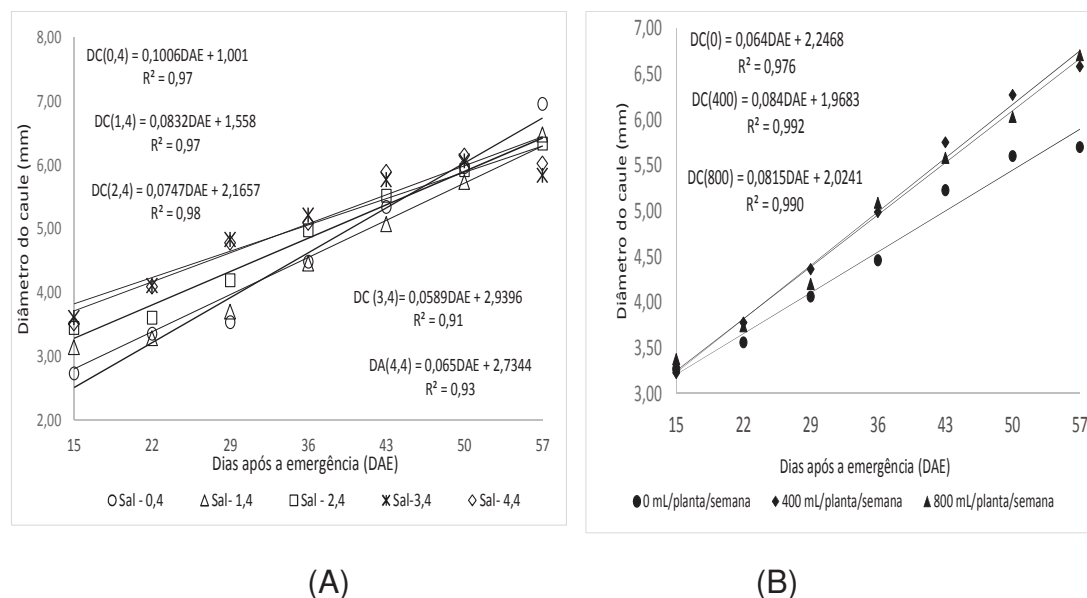 8,00
7,00
6,00
5,00
4,00
3,00
2,00
Diâmetro do caule (mm)
DC(0,4) = 0,1006DAE + 1,001
R² = 0,97
DC(1,4) = 0,0832DAE + 1,558
R² = 0,97
DC(2,4) = 0,0747DAE + 2,1657
R² = 0,98
DC (3,4) = 0,0589DAE + 2,9396
R² = 0,91
DA(4,4) = 0,065DAE + 2,7344
R² = 0,93
15 22 29 36 43 50 57
Dias após a emergência (DAE)
Sal - 0,4 Sal- 1,4 Sal - 2,4 Sal-3,4 Sal- 4,4
(A)
7,00
6,50
6,00
5,50
5,00
4,50
4,00
3,50
3,00
Diâmetro do caule (mm)
DC(0) = 0,064DAE + 2,2468
R² = 0,976
DC(400) = 0,084DAE + 1,9683
R² = 0,992
DC(800) = 0,0815DAE + 2,0241
R² = 0,990
15 22 29 36 43 50 57
Dias após a emergência (DAE)
0 mL/planta/semana 400 mL/planta/semana 800 mL/planta/semana
(B)